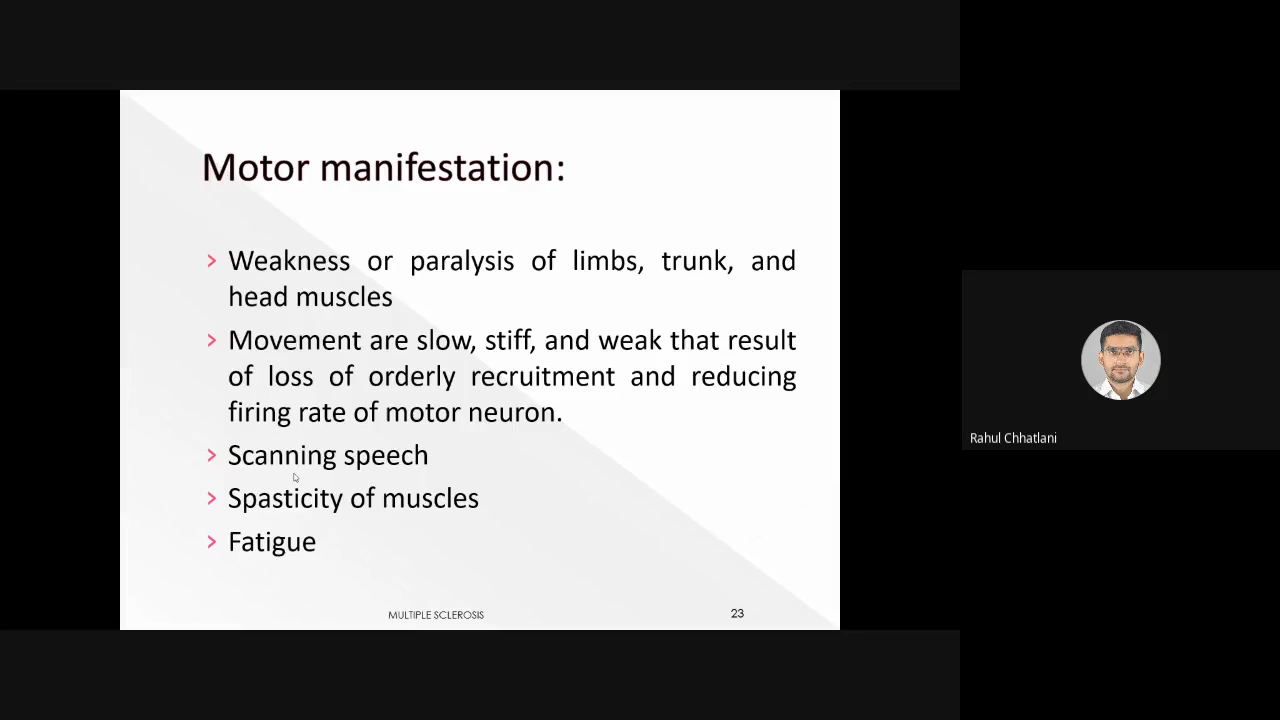 Motor manifestation:
› Weakness or paralysis of limbs, trunk, and
head muscles
› Movement are slow, stiff, and weak that result
of loss of orderly recruitment and reducing
firing rate of motor neuron.
› Scanning speech
› Spasticity of muscles
› Fatigue
MULTIPLE SCLEROSIS
23
Rahul Chhatlani